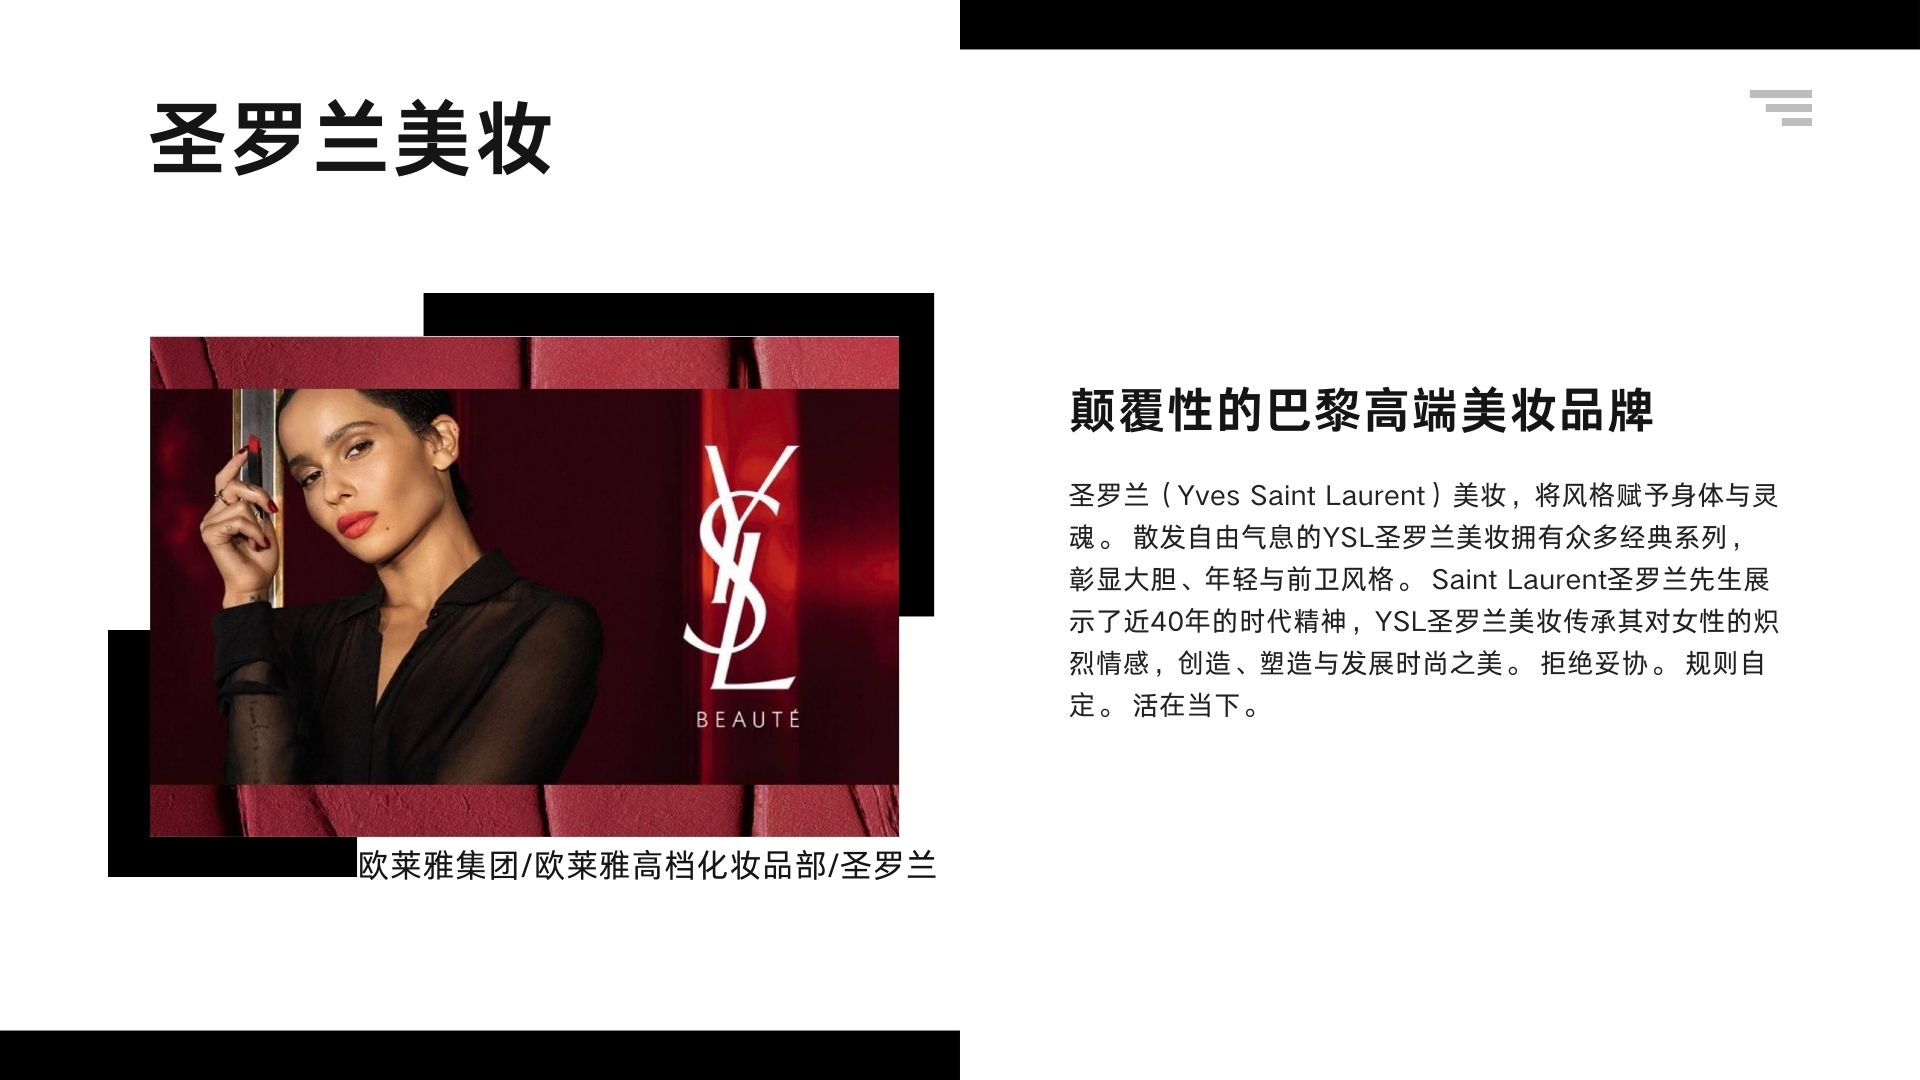 圣罗兰美妆
YSL
BEAUTÉ
欧莱雅集团/欧莱雅高档化妆品部/圣罗兰
颠覆性的巴黎高端美妆品牌
圣罗兰（Yves Saint Laurent）美妆，将风格赋予身体与灵
魂。 散发自由气息的YSL圣罗兰美妆拥有众多经典系列，
彰显大胆、年轻与前卫风格。 Saint Laurent圣罗兰先生展
示了近40年的时代精神，YSL圣罗兰美妆传承其对女性的炽
烈情感，创造、塑造与发展时尚之美。 拒绝妥协。 规则自
定。 活在当下。